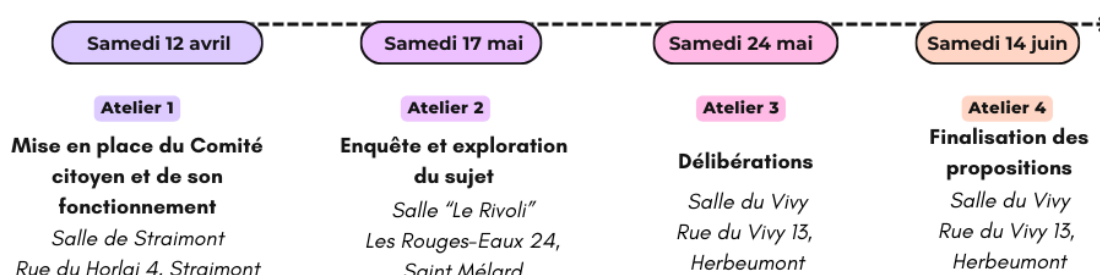 Samedi 12 avril
Atelier 1
Mise en place du Comité
citoyen et de son
fonctionnement
Salle de Straimont
Rue du Horlai 4, Straimont
Samedi 17 mai
Atelier 2
Enquête et exploration
du sujet
Salle “Le Rivoli”
Les Rouges-Eaux 24,
Saint Mélard
Samedi 24 mai
Atelier 3
Délibérations
Salle du Vivy
Rue du Vivy 13,
Herbeumont
Samedi 14 juin
Atelier 4
Finalisation des
propositions
Salle du Vivy
Rue du Vivy 13,
Herbeumont